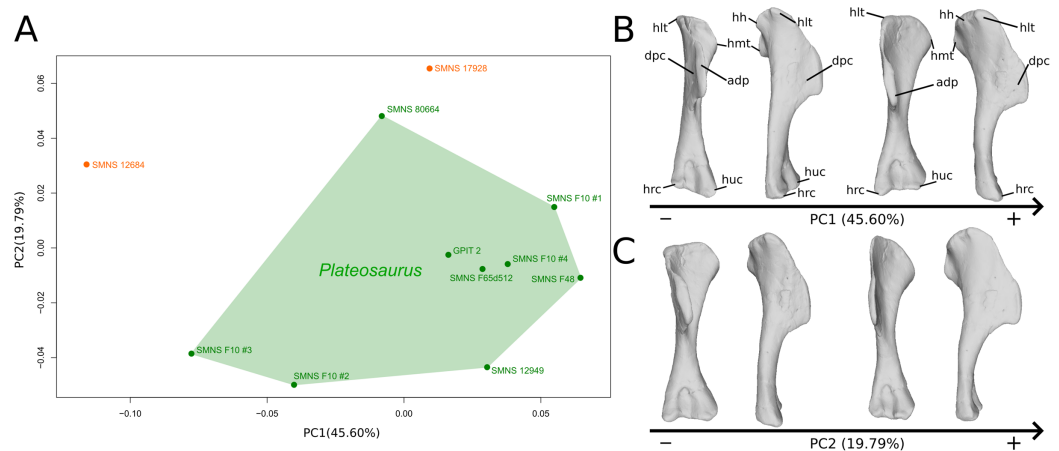 A
PC2(19.79%)
0.06
0.04
0.02
0.00
−0.02
−0.04
SMNS 17928
SMNS 80664
SMNS 12684
SMNS F10 #1
GPIT 2
SMNS F10 #4
Plateosaurus
SMNS F65d512
SMNS F48
SMNS F10 #3
SMNS 12949
SMNS F10 #2
−0.10
−0.05
0.00
0.05
PC1(45.60%)
B
hlt
hh
hlt
hlt
hh
hlt
hmt
hmt
dpc
dpc
dpc
adp
adp
huc
huc
huc
hrc
hrc
hrc
hrc
− PC1 (45.60%) +
C
− PC2 (19.79%) +